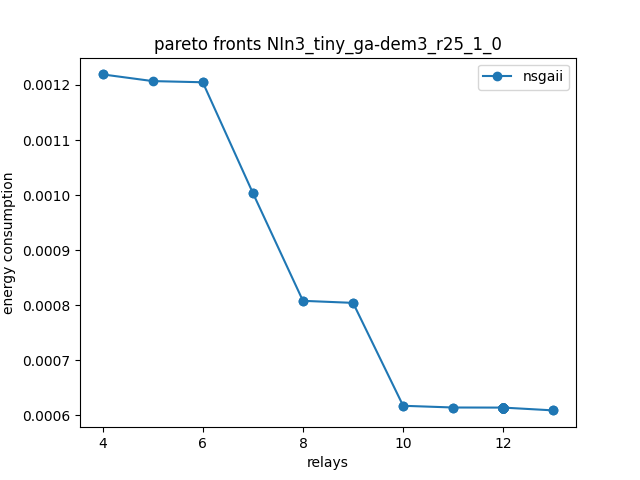 pareto fronts NIn3_tiny_ga-dem3_r25_1_0
nsgaii
energy consumption
0.0012
0.0011
0.0010
0.0009
0.0008
0.0007
0.0006
4 6 8 10 12
relays